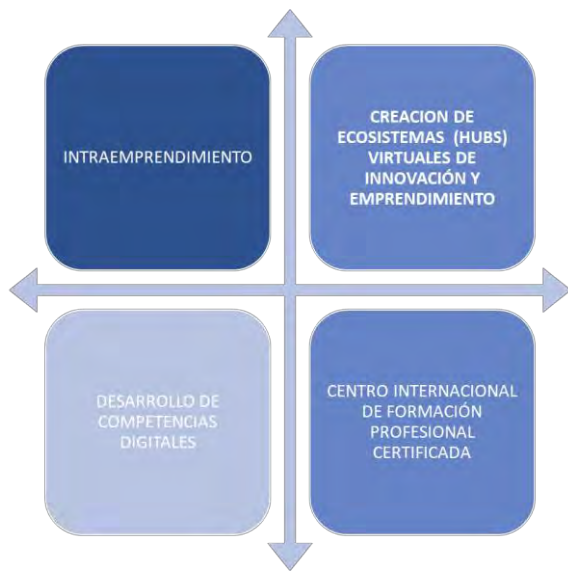 INTRAEMPRENDIMIENTO
CREACION DE
ECOSISTEMAS (HUBS)
VIRTUALES DE
INNOVACIÓN Y
EMPRENDIMIENTO
DESARROLLO DE
COMPETENCIAS
DIGITALES
CENTRO INTERNACIONAL
DE FORMACIÓN
PROFESIONAL
CERTIFICADA